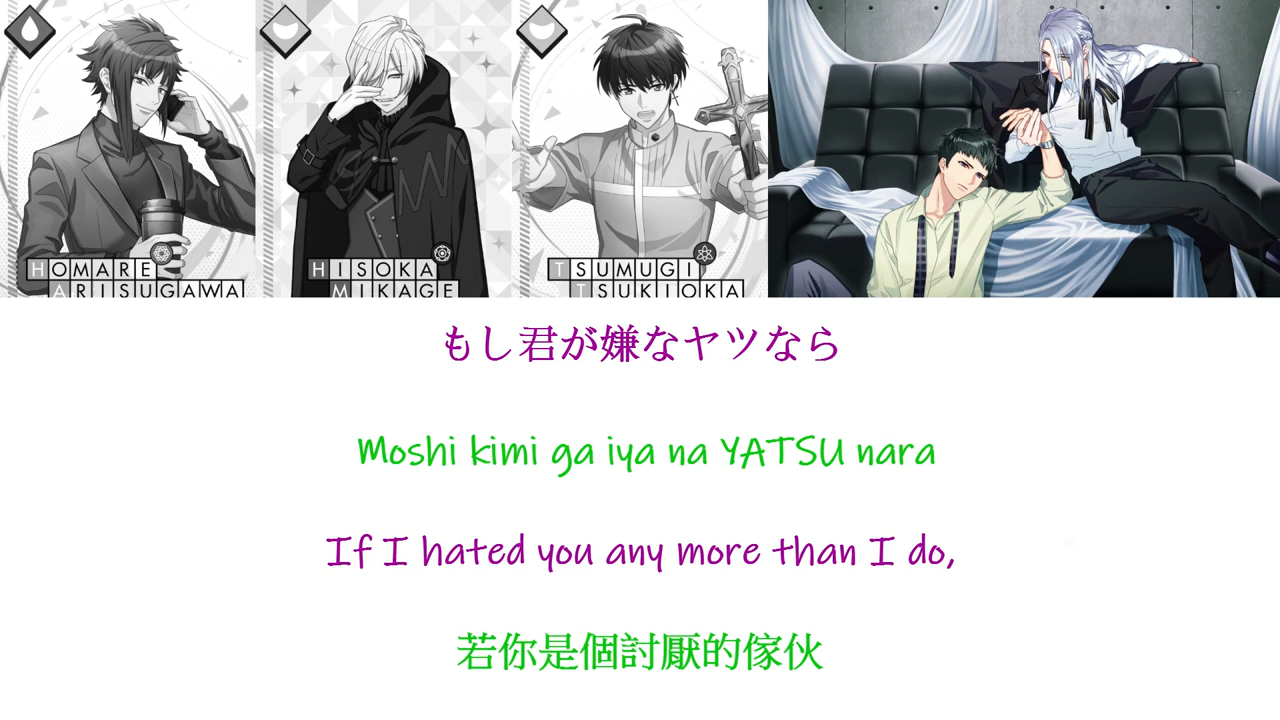 HOMARE
ARISUGAWA
HISOKA
MIKAGE
TSUMUGI
TSUKIOKA
もし君が嫌なヤツなら
Moshi kimi ga iya na YATSU nara
If I hated you any more than I do,
若你是個討厭的傢伙